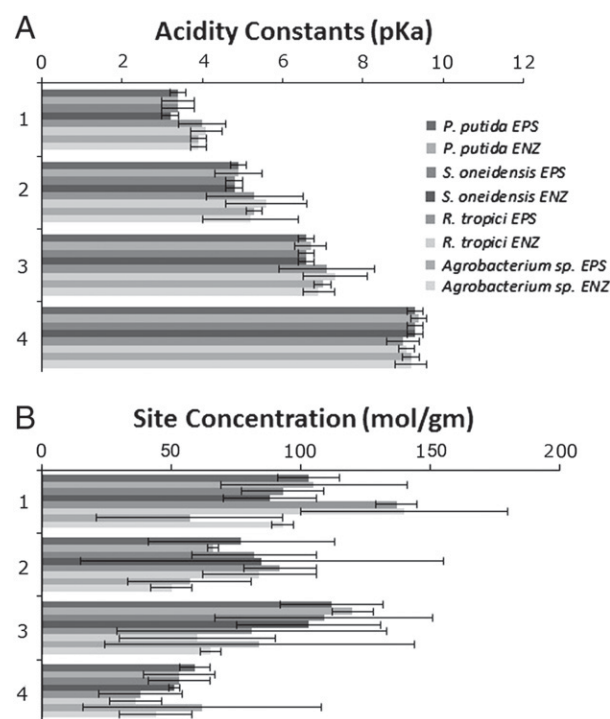 A
Acidity Constants (pKa)
0 2 4 6 8 10 12
1
2
3
4
P. putida EPS
P. putida ENZ
S. oneidensis EPS
S. oneidensis ENZ
R. tropici EPS
R. tropici ENZ
Agrobacterium sp. EPS
Agrobacterium sp. ENZ
B
Site Concentration (mol/gm)
0 50 100 150 200
1
2
3
4